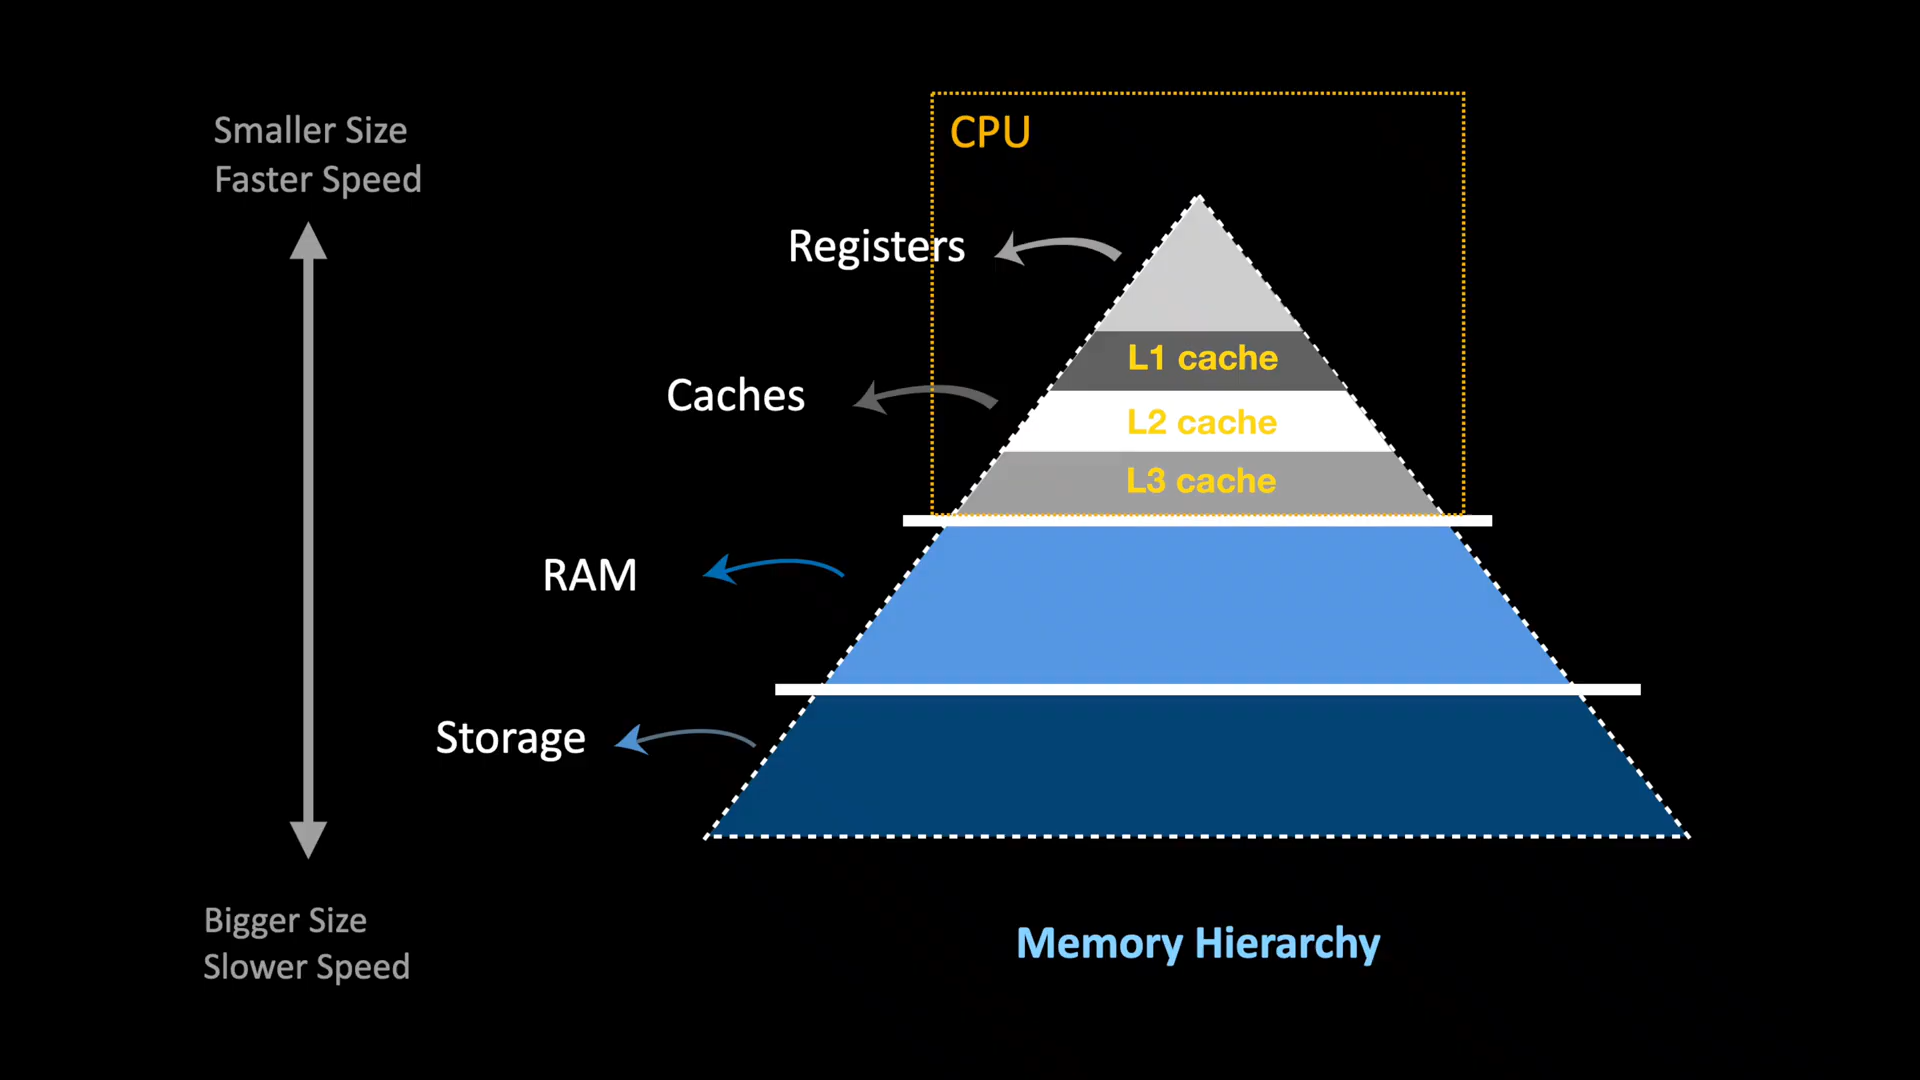 Smaller Size
Faster Speed
CPU
Registers
L1 cache
Caches
L2 cache
L3 cache
RAM
Storage
Bigger Size
Slower Speed
Memory Hierarchy